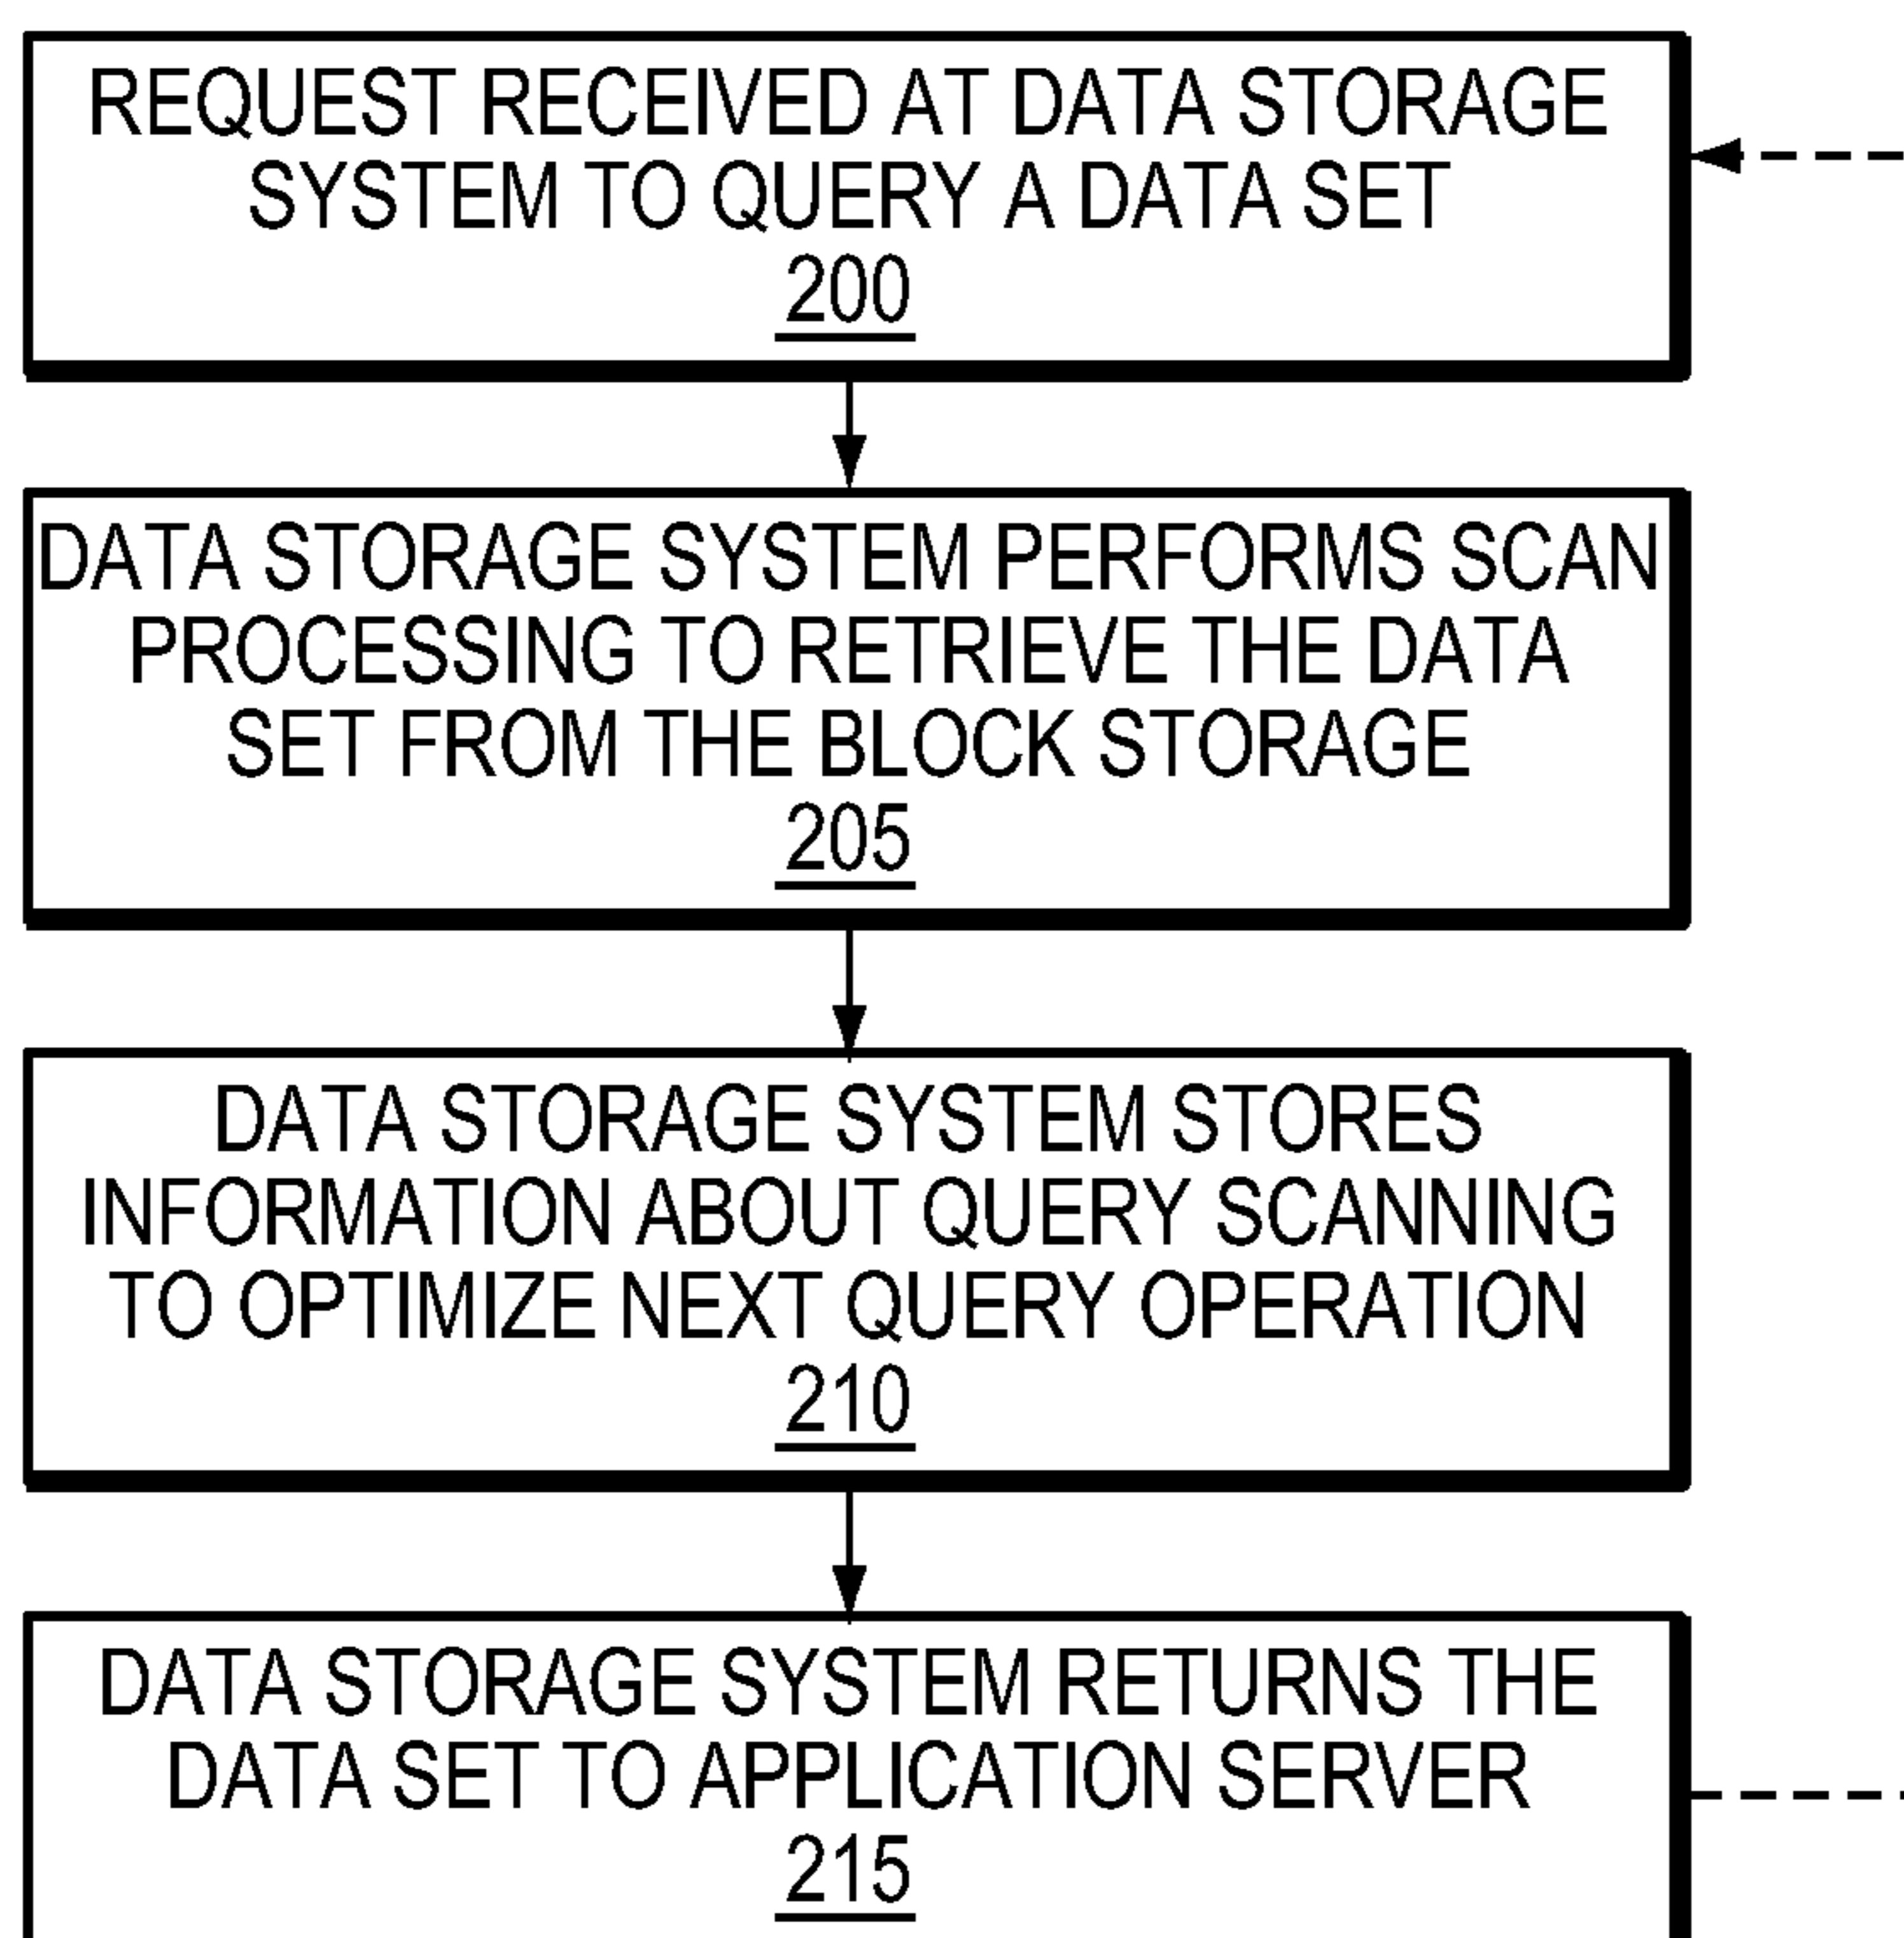 REQUEST RECEIVED AT DATA STORAGE
SYSTEM TO QUERY A DATA SET
200
DATA STORAGE SYSTEM PERFORMS SCAN
PROCESSING TO RETRIEVE THE DATA
SET FROM THE BLOCK STORAGE
205
DATA STORAGE SYSTEM STORES
INFORMATION ABOUT QUERY SCANNING
TO OPTIMIZE NEXT QUERY OPERATION
210
DATA STORAGE SYSTEM RETURNS THE
DATA SET TO APPLICATION SERVER
215